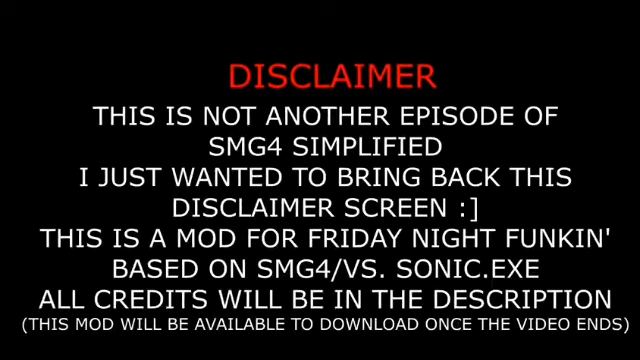 DISCLAIMER
THIS IS NOT ANOTHER EPISODE OF
SMG4 SIMPLIFIED
I JUST WANTED TO BRING BACK THIS
DISCLAIMER SCREEN :]
THIS IS A MOD FOR FRIDAY NIGHT FUNKIN'
BASED ON SMG4/VS. SONIC.EXE
ALL CREDITS WILL BE IN THE DESCRIPTION
(THIS MOD WILL BE AVAILABLE TO DOWNLOAD ONCE THE VIDEO ENDS)